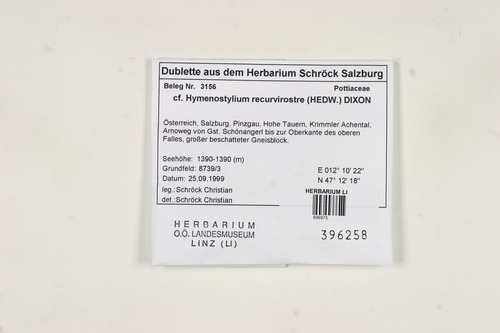 Dublette aus dem Herbarium Schröck Salzburg
Beleg Nr. 3156 Pottiaceae
cf. Hymenostylium recurvirostre (HEDW.) DIXON
Österreich, Salzburg, Pinzgau, Hohe Tauern, Krimmler Achental,
Arnoweg von Gst. Schönangerl bis zur Oberkante des oberen
Falles, großer beschatteter Gneisblock.
Seehöhe: 1390-1390 (m) E 012° 10' 22"
Grundfeld: 8739/3 N 47° 12' 18"
Datum: 25.09.1999
leg.:Schröck Christian
det.:Schröck Christian
HERBARIUM LI
HERBARIUM
O.Ö. LANDESMUSEUM
LINZ (LI)
396258